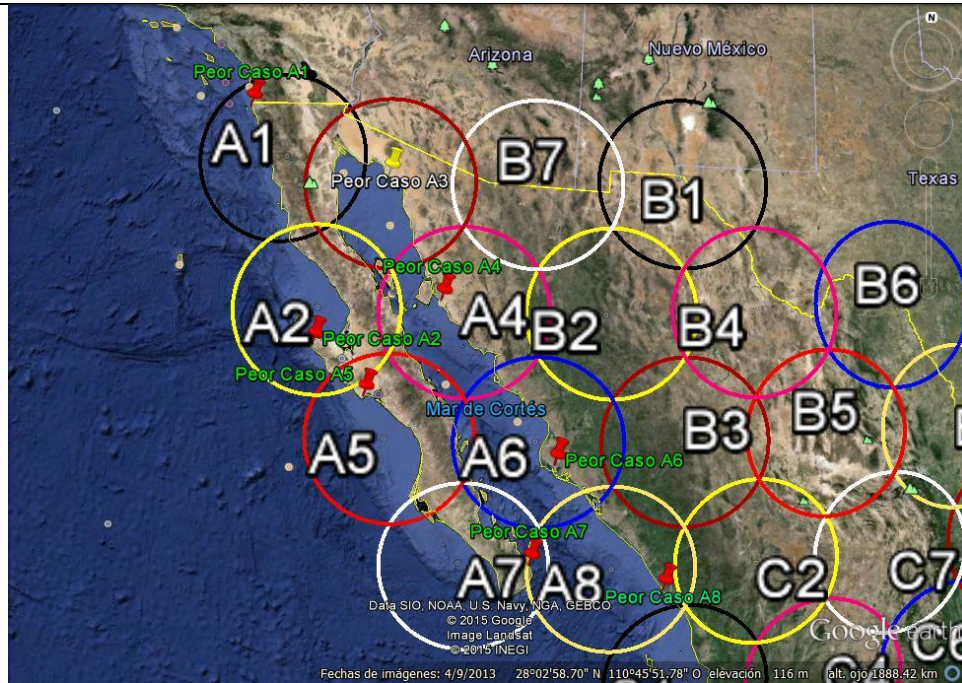 N
Arizona
Nuevo México
Peor Caso A1
A1
B7
Peor Caso A3
B1
Texas
Peor Caso A4
B6
A2
A4
B2
B4
Peor Caso A2
Peor Caso A5
Mar de Cortés
B5
B3
A5
A6
Peor Caso A6
Peor Caso A7
A7
A8
C2
C7
Peor Caso A8
Data SIO, NOAA, U.S. Navy, NGA, GEBCO
© 2015 Google
Image Landsat
© 2015 INEGI
Google earth
Fechas de imágenes: 4/9/2013 28°02'58.70" N 110°45'51.78" O elevación 116 m alt. ojo 1888.42 km